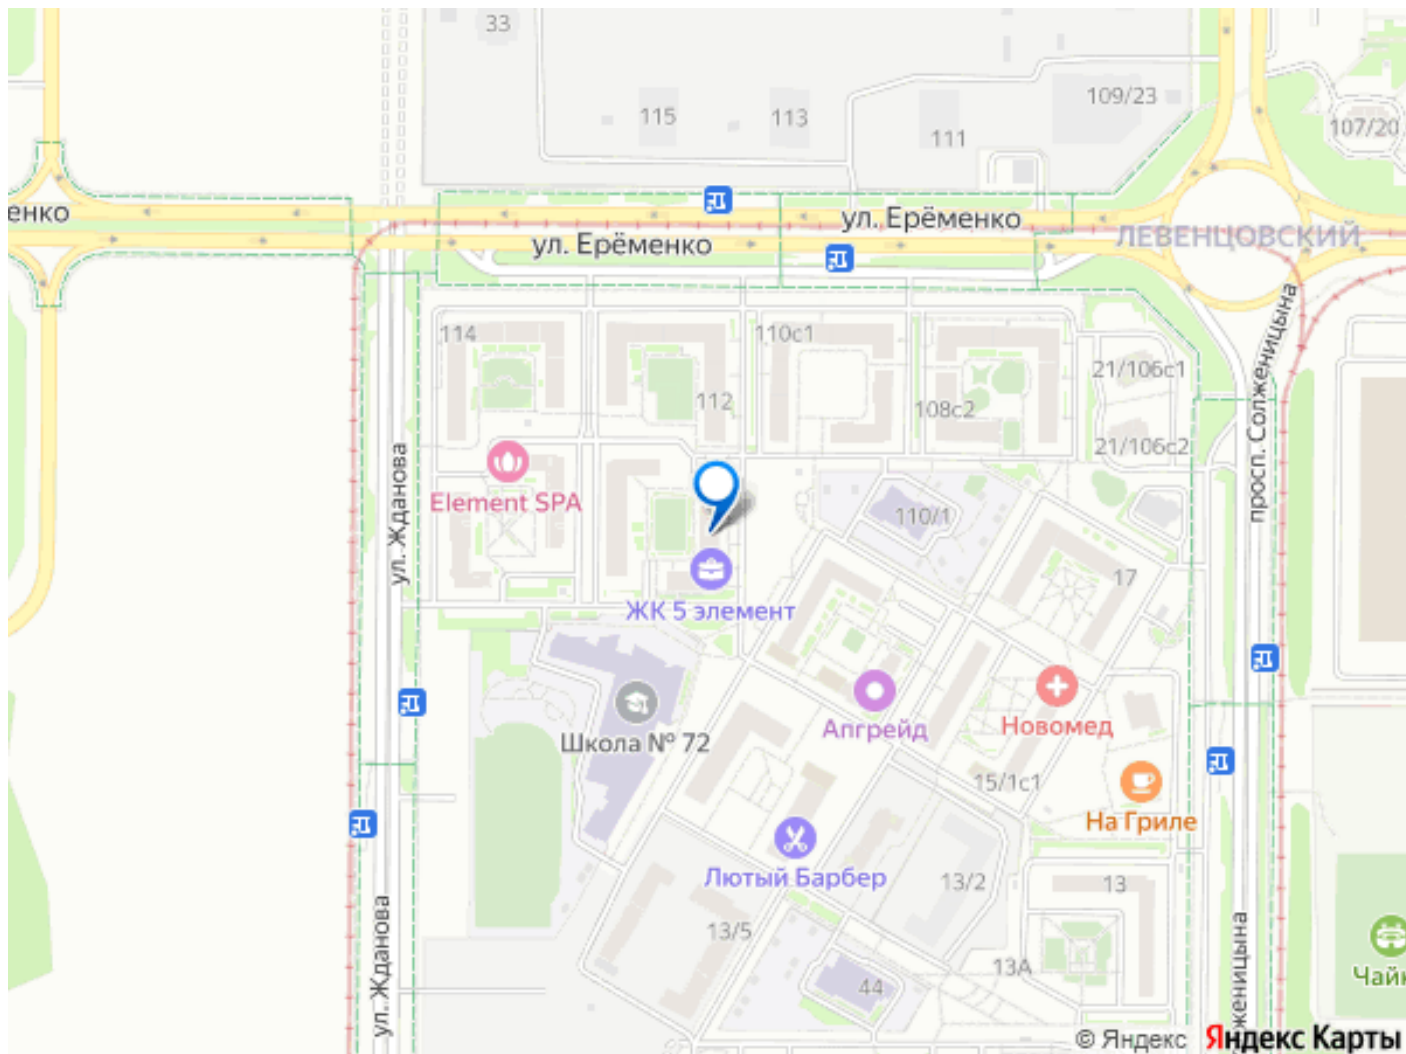 33
115
113
111
109/23
107/20
енко
ул. Ерёменко
ул. Ерёменко
ЛЕВЕНЦОВСКИЙ
114
112
110с1
108с2
21/106с1
21/106с2
просп. Солженицына
ул. Жданова
Element SPA
110/1
17
ЖК 5 элемент
Школа № 72
Апгрейд
Новомед
15/1с1
На Гриле
Лютый Барбер
13/2
13
13/5
13А
44
ул. Жданова
женицына
Чайк
© Яндекс Яндекс Карты